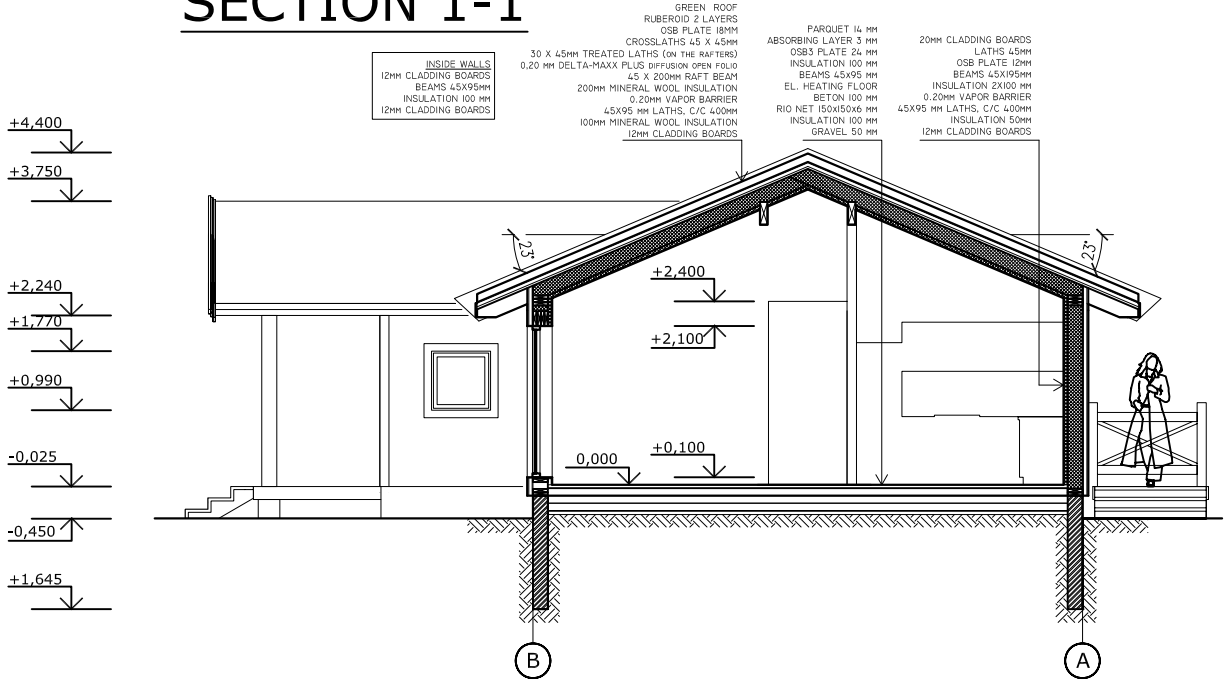 SECTION 1-1
INSIDE WALLS
12MM CLADDING BOARDS
BEAMS 45X95MM
INSULATION 100 MM
12MM CLADDING BOARDS
GREEN ROOF
RUBEROID 2 LAYERS
OSB PLATE 18MM
CROSSLATHS 45 X 45MM
30 X 45MM TREATED LATHS (ON THE RAFTERS)
0,20 MM DELTA-MAXX PLUS DIFFUSION OPEN FOLIO
45 X 200MM RAFT BEAM
200MM MINERAL WOOL INSULATION
0.20MM VAPOR BARRIER
45X95 MM LATHS, C/C 400MM
100MM MINERAL WOOL INSULATION
12MM CLADDING BOARDS
PARQUET 14 MM
ABSORBING LAYER 3 MM
OSB3 PLATE 24 MM
INSULATION 100 MM
BEAMS 45x95 MM
EL. HEATING FLOOR
BETON 100 MM
RIO NET 150x150x6 MM
INSULATION 100 MM
GRAVEL 50 MM
20MM CLADDING BOARDS
LATHS 45MM
OSB PLATE 12MM
BEAMS 45X195MM
INSULATION 2X100 MM
0.20MM VAPOR BARRIER
45X95 MM LATHS, C/C 400MM
INSULATION 50MM
12MM CLADDING BOARDS
+4,400
+3,750
+2,240
+1,770
+0,990
-0,025
-0,450
+1,645
23°
23°
+2,400
+2,100
+0,100
0,000
B
A